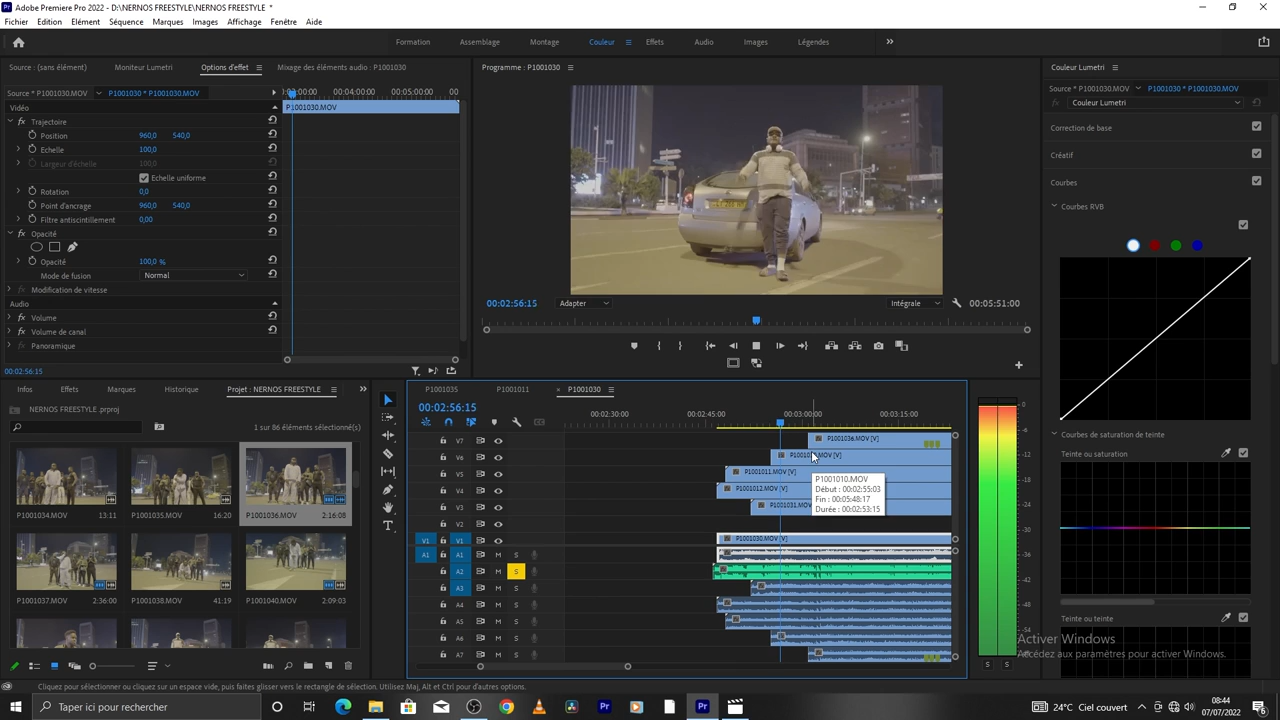 Adobe Premiere Pro 2022 - D:\NERNOS FREESTYLE\NERNOS FREESTYLE *
Fichier Edition Elément Séquence Marques Images Affichage Fenêtre Aide
Formation Assemblage Montage Couleur Effets Audio Images Légendes
Source : (sans élément) Moniteur Lumetri Options d'effet Mixage des éléments audio : P1001030
Source * P1001030.MOV P1001030 * P1001030.MOV
00:04:00:00 00:05:00:00 00
P1001030.MOV
Vidéo
fx Trajectoire
Position 960,0 540,0
Echelle 100,0
Largeur d'échelle 100,0
Echelle uniforme
Rotation 0,0
Point d'ancrage 960,0 540,0
Filtre antiscintillement 0,00
fx Opacité
Opacité 100,0 %
Mode de fusion Normal
Modification de vitesse
Audio
fx Volume
fx Volume de canal
fx Panoramique
00:02:56:15
Programme : P1001030
00:02:56:15 Adapter Intégrale 00:05:51:00
Couleur Lumetri
Source * P1001030.MOV P1001030 * P1001030.MOV
fx Couleur Lumetri
Correction de base
Créatif
Courbes
Courbes RVB
Courbes de saturation de teinte
Teinte ou saturation
Teinte ou teinte
Infos Effets Marques Historique Projet : NERNOS FREESTYLE
NERNOS FREESTYLE .prproj
1 sur 86 élément(s) sélectionné(s)
P1001034.MOV 13:11 P1001035.MOV 16:20 P1001036.MOV 2:16:08
P1001037.MOV 2:36:00 P1001039.MOV 41:19 P1001040.MOV 2:09:03
P1001035 P1001011 × P1001030
00:02:56:15
00:02:30:00 00:02:45:00 00:03:00:00 00:03:15:00
V7 P1001036.MOV [V]
V6
V5 P1001011.MOV [V]
V4 P1001012.MOV [V]
V3 P1001031.MOV
V2
V1 V1 P1001030.MOV [V]
A1 A1 M S
A2 M S
A3 M S
A4 M S
A5 M S
A6 M S
A7 M S
P1001010.MOV
Début : 00:02:55:03
Fin : 00:05:48:17
Durée : 00:02:53:15
0
S S
Activer Windows
Accédez aux paramètres pour activer Windows.
Cliquez pour sélectionner ou cliquez sur un espace vide, puis faites glisser vers le rectangle de sélection. Utilisez Maj, Alt et Ctrl pour d'autres options.
Taper ici pour rechercher
24°C Ciel couvert
08:44
07/07/2022